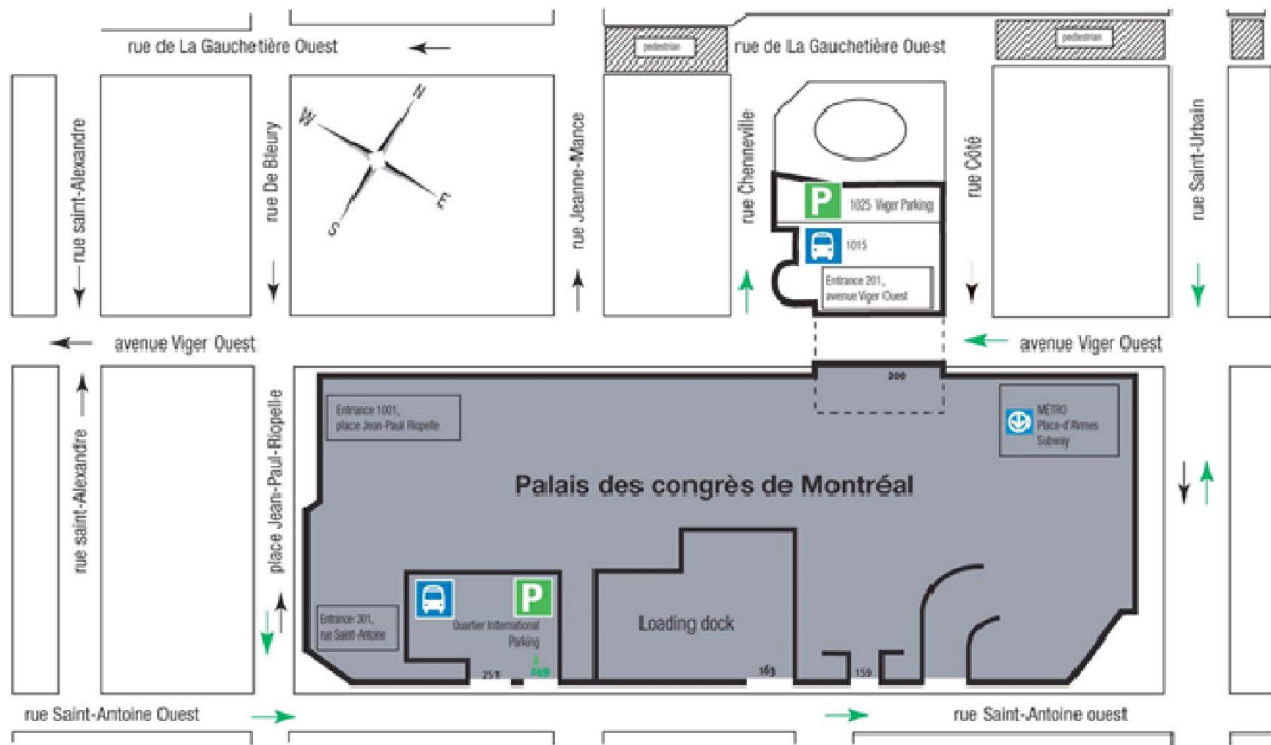 rue de La Gauchetière Ouest
pedestrian
rue de La Gauchetière Ouest
pedestrian
rue saint-Alexandre
rue De Bleury
N
W
E
S
rue Jeanne-Mance
rue Chenneville
rue Côté
rue Saint-Urbain
P
1025 Viger Parking
1015
Entrance 201,
avenue Viger Ouest
avenue Viger Ouest
avenue Viger Ouest
rue saint-Alexandre
place Jean-Paul-Riopelle
200
Entrance 1001,
place Jean-Paul Riopelle
MÉTRO
Place-d'Armes
Subway
Palais des congrès de Montréal
Entrance 301,
rue Saint-Antoine
P
Quartier International
Parking
Loading dock
251
249
163
159
rue Saint-Antoine Ouest
rue Saint-Antoine ouest